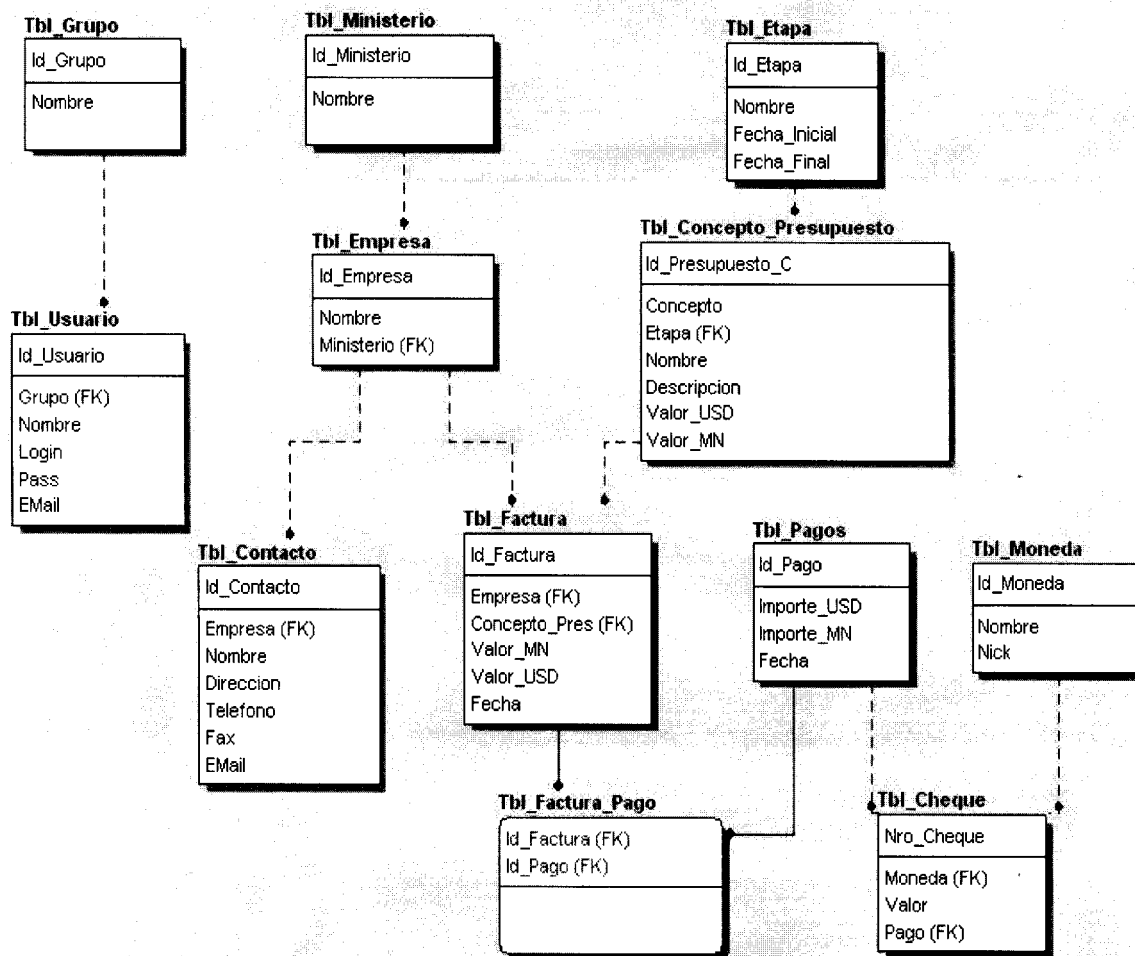 Tbl_Grupo
Id_Grupo
Nombre
Tbl_Ministerio
Id_Ministerio
Nombre
Tbl_Etapa
Id_Etapa
Nombre
Fecha_Inicial
Fecha_Final
Tbl_Usuario
Id_Usuario
Grupo (FK)
Nombre
Login
Pass
EMail
Tbl_Empresa
Id_Empresa
Nombre
Ministerio (FK)
Tbl_Concepto_Presupuesto
Id_Presupuesto_C
Concepto
Etapa (FK)
Nombre
Descripcion
Valor_USD
Valor_MN
Tbl_Contacto
Id_Contacto
Empresa (FK)
Nombre
Direccion
Telefono
Fax
EMail
Tbl_Factura
Id_Factura
Empresa (FK)
Concepto_Pres (FK)
Valor_MN
Valor_USD
Fecha
Tbl_Pagos
Id_Pago
Importe_USD
Importe_MN
Fecha
Tbl_Moneda
Id_Moneda
Nombre
Nick
Tbl_Factura_Pago
Id_Factura (FK)
Id_Pago (FK)
Tbl_Cheque
Nro_Cheque
Moneda (FK)
Valor
Pago (FK)